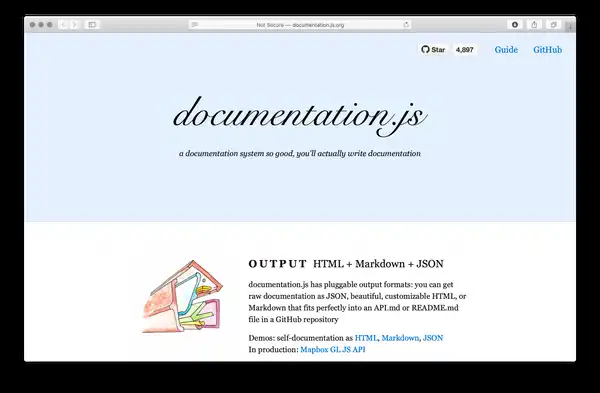 Not Secure — documentation.js.org
Star 4,897 Guide GitHub
documentation.js
a documentation system so good, you'll actually write documentation
OUTPUT HTML + Markdown + JSON
documentation.js has pluggable output formats: you can get
raw documentation as JSON, beautiful, customizable HTML, or
Markdown that fits perfectly into an API.md or README.md
file in a GitHub repository
Demos: self-documentation as HTML, Markdown, JSON
In production: Mapbox GL JS API